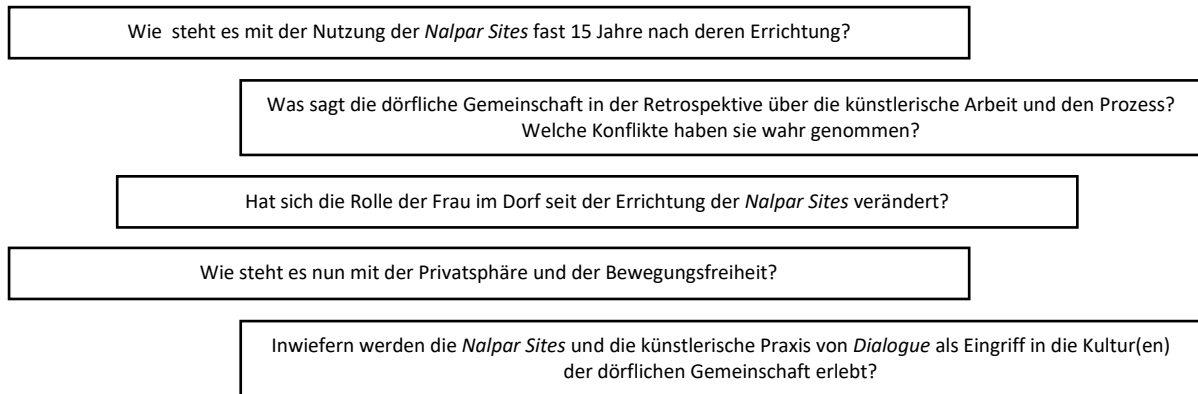 Wie  steht es mit der Nutzung der Nalpar Sites fast 15 Jahre nach deren Errichtung?
Was sagt die dörfliche Gemeinschaft in der Retrospektive über die künstlerische Arbeit und den Prozess?
Welche Konflikte haben sie wahr genommen?
Hat sich die Rolle der Frau im Dorf seit der Errichtung der Nalpar Sites verändert?
Wie steht es nun mit der Privatsphäre und der Bewegungsfreiheit?
Inwiefern werden die Nalpar Sites und die künstlerische Praxis von Dialogue als Eingriff in die Kultur(en)
der dörflichen Gemeinschaft erlebt?